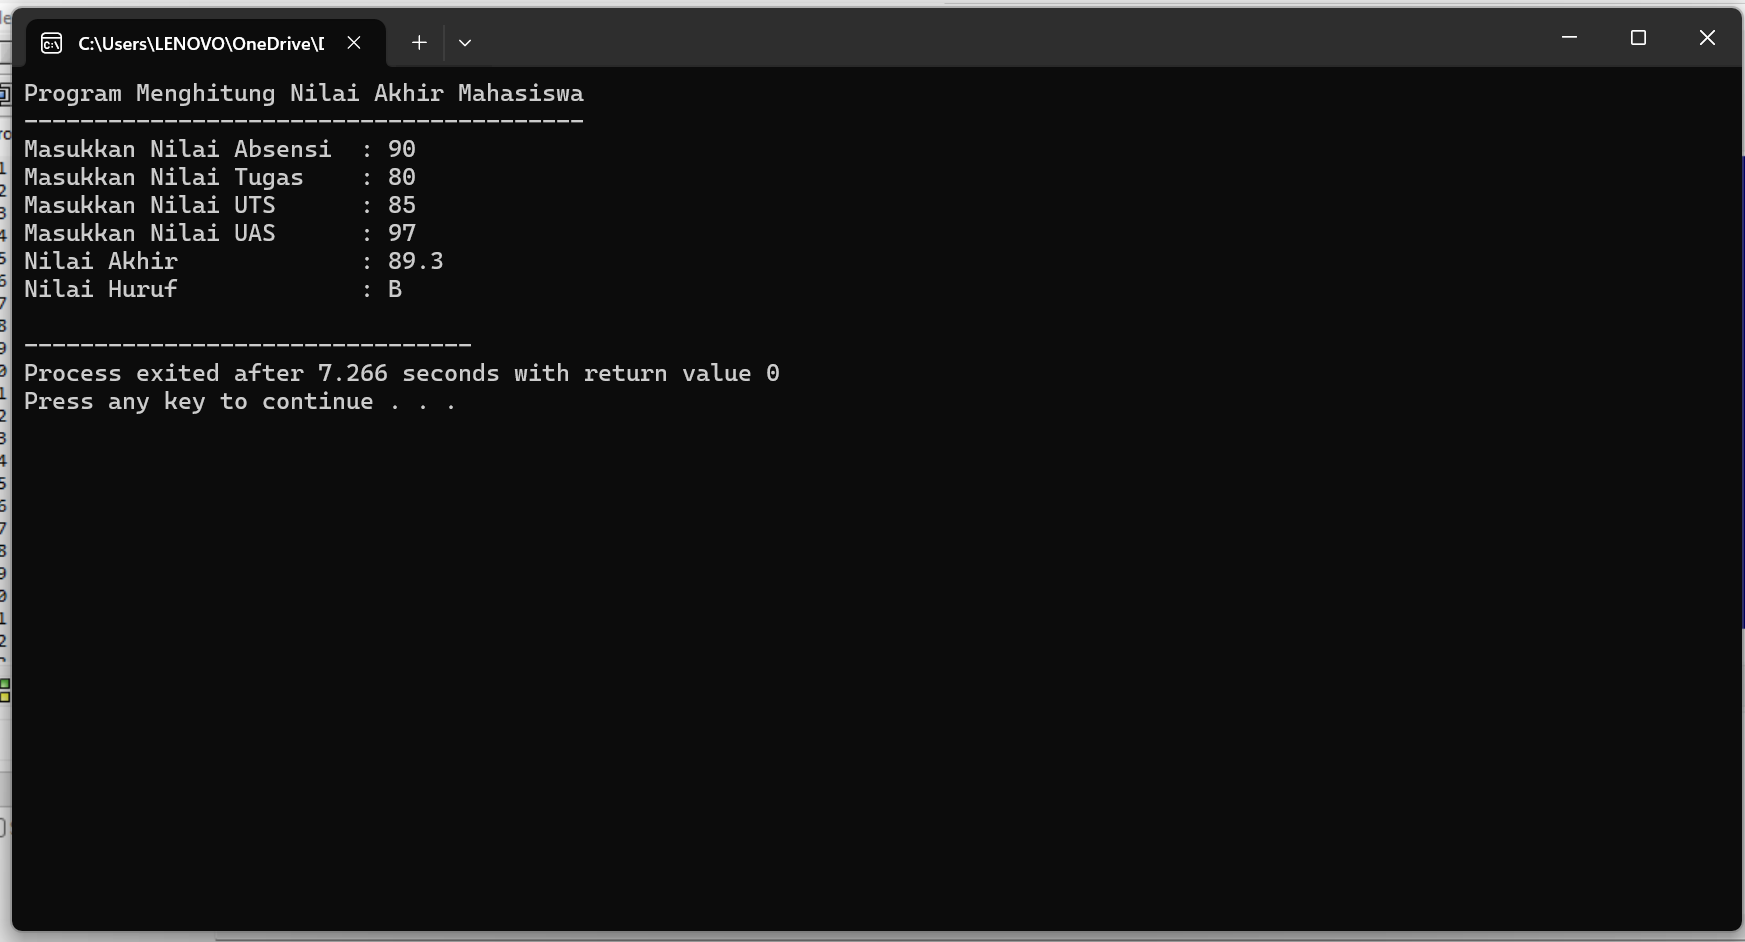 C:\Users\LENOVO\OneDrive\
Program Menghitung Nilai Akhir Mahasiswa
----------------------------------------
Masukkan Nilai Absensi  : 90
Masukkan Nilai Tugas    : 80
Masukkan Nilai UTS      : 85
Masukkan Nilai UAS      : 97
Nilai Akhir             : 89.3
Nilai Huruf             : B
--------------------------------
Process exited after 7.266 seconds with return value 0
Press any key to continue . . .